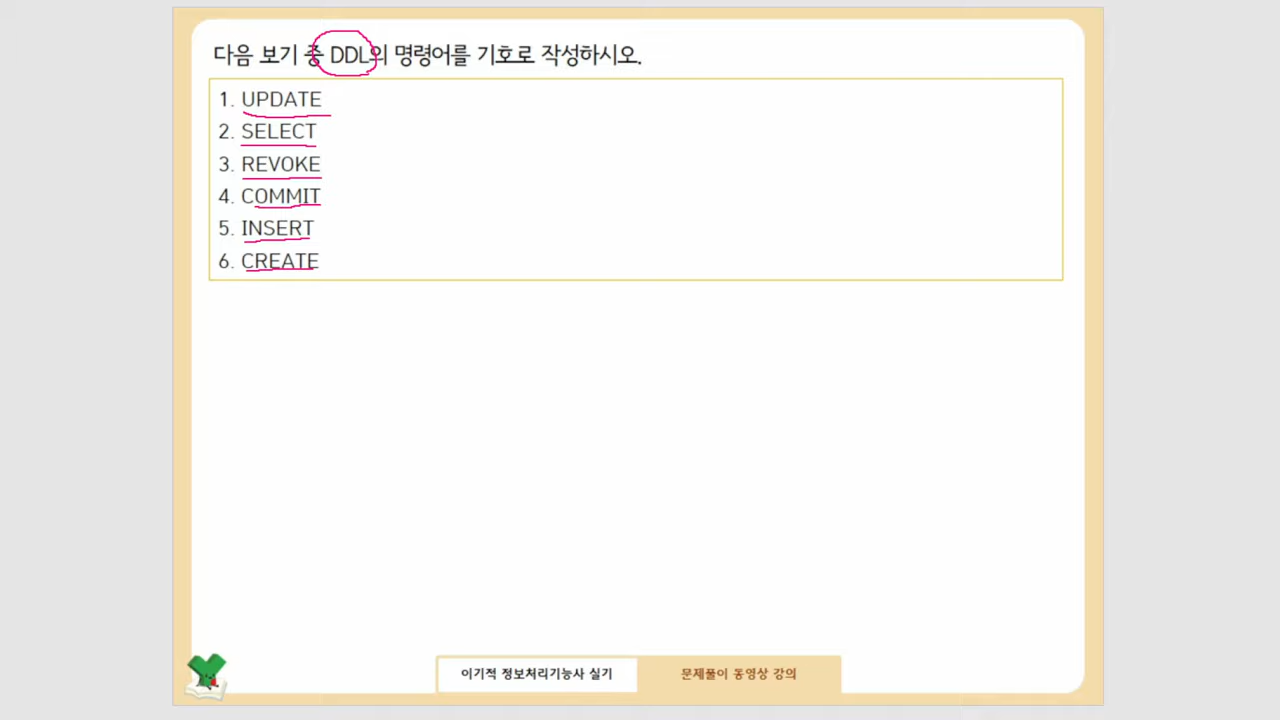 다음 보기 중 DDL의 명령어를 기호로 작성하시오.
1. UPDATE
2. SELECT
3. REVOKE
4. COMMIT
5. INSERT
6. CREATE
이기적 정보처리기능사 실기
문제풀이 동영상 강의